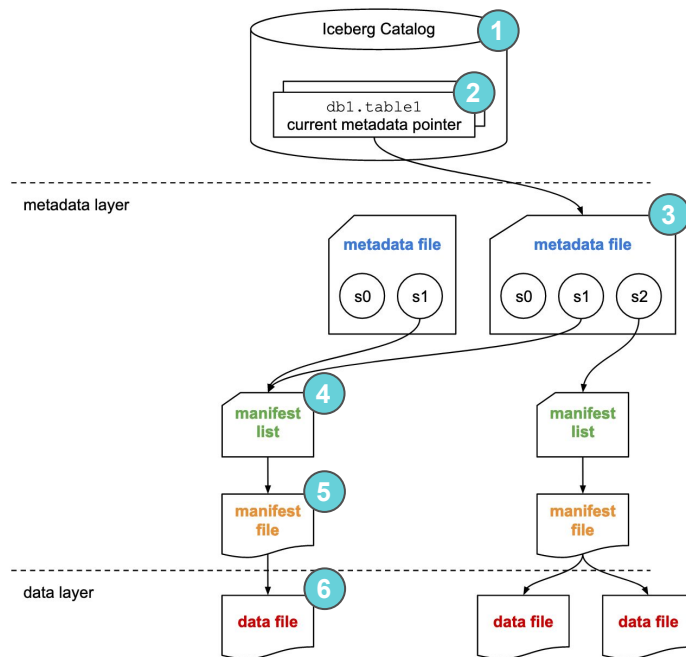 Iceberg Catalog
1
2
db1.table1
current metadata pointer
metadata layer
3
metadata file
metadata file
s0
s1
s0
s1
s2
4
manifest
list
manifest
list
5
manifest
file
manifest
file
data layer
6
data file
data file
data file